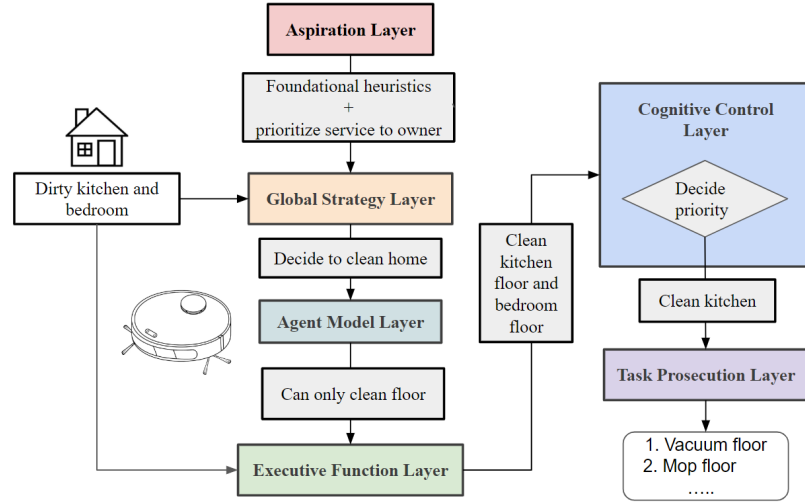 Aspiration Layer
Foundational heuristics
+
prioritize service to owner
Dirty kitchen and
bedroom
Global Strategy Layer
Decide to clean home
Agent Model Layer
Can only clean floor
Executive Function Layer
Clean
kitchen
floor and
bedroom
floor
Cognitive Control
Layer
Decide
priority
Clean kitchen
Task Prosecution Layer
1. Vacuum floor
2. Mop floor
…..